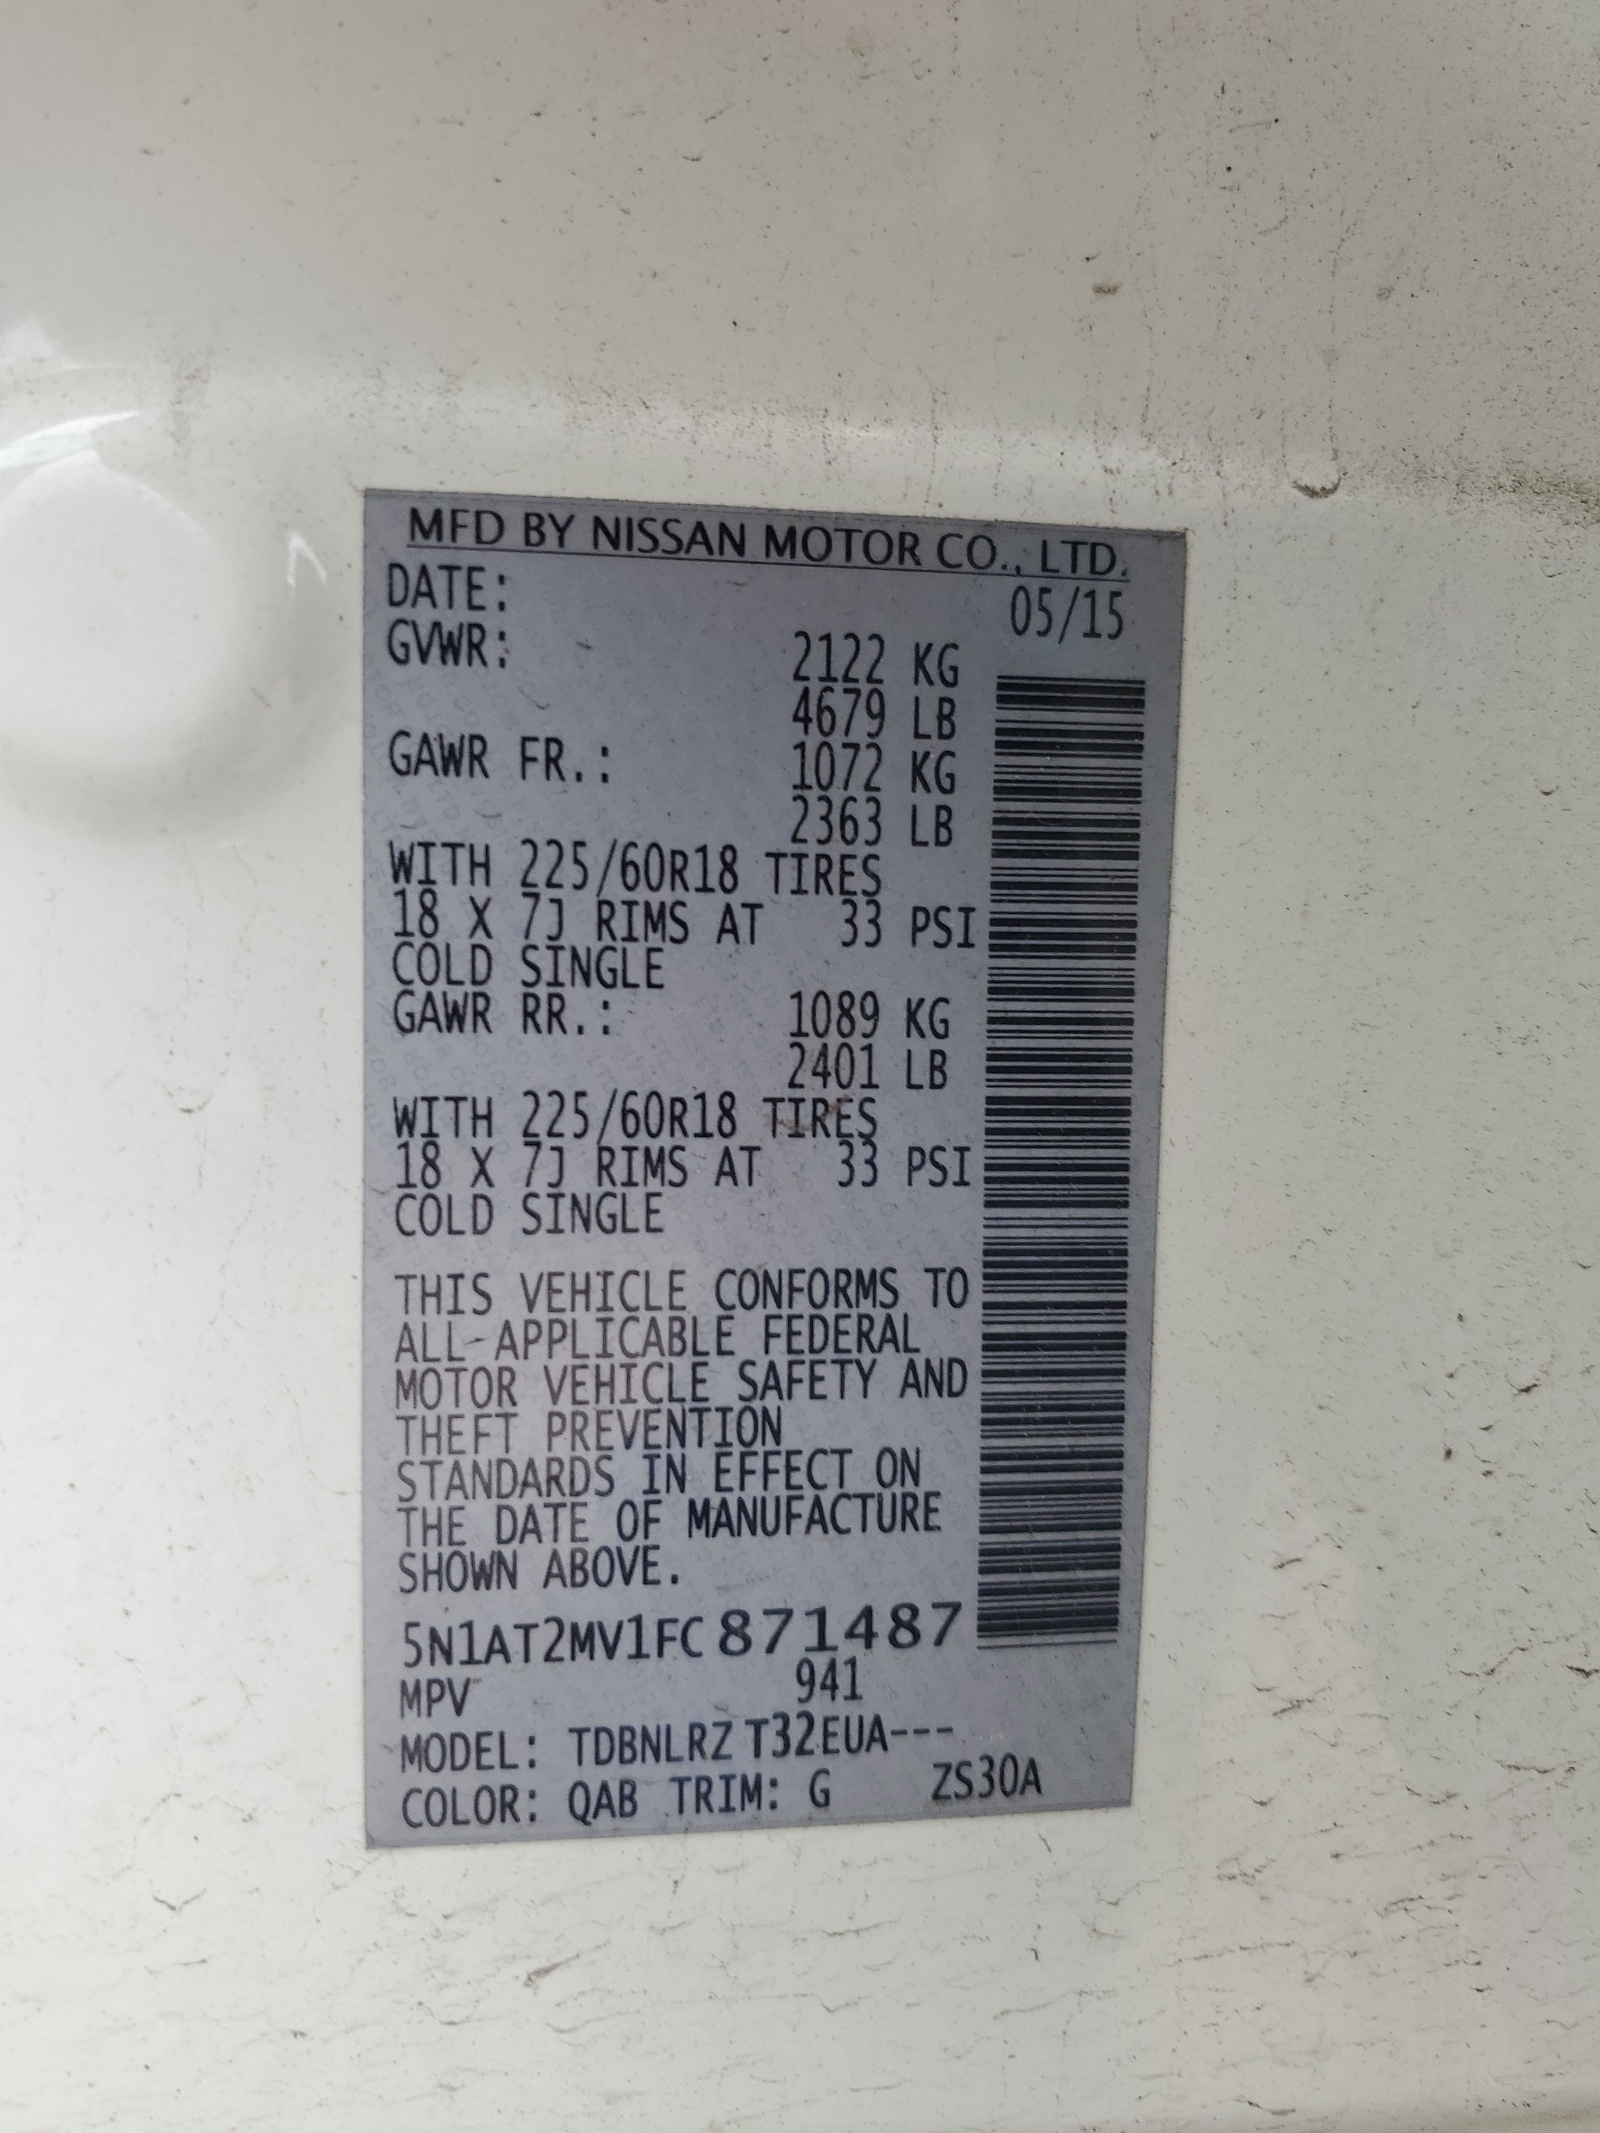 MFD BY NISSAN MOTOR CO., LTD.
DATE: 05/15
GVWR: 2122 KG
4679 LB
GAWR FR.: 1072 KG
2363 LB
WITH 225/60R18 TIRES
18 X 7J RIMS AT 33 PSI
COLD SINGLE
GAWR RR.: 1089 KG
2401 LB
WITH 225/60R18 TIRES
18 X 7J RIMS AT 33 PSI
COLD SINGLE
THIS VEHICLE CONFORMS TO
ALL APPLICABLE FEDERAL
MOTOR VEHICLE SAFETY AND
THEFT PREVENTION
STANDARDS IN EFFECT ON
THE DATE OF MANUFACTURE
SHOWN ABOVE.
5N1AT2MV1FC871487
MPV 941
MODEL: TDBNLRZ T32EUA---
COLOR: QAB TRIM: G ZS30A